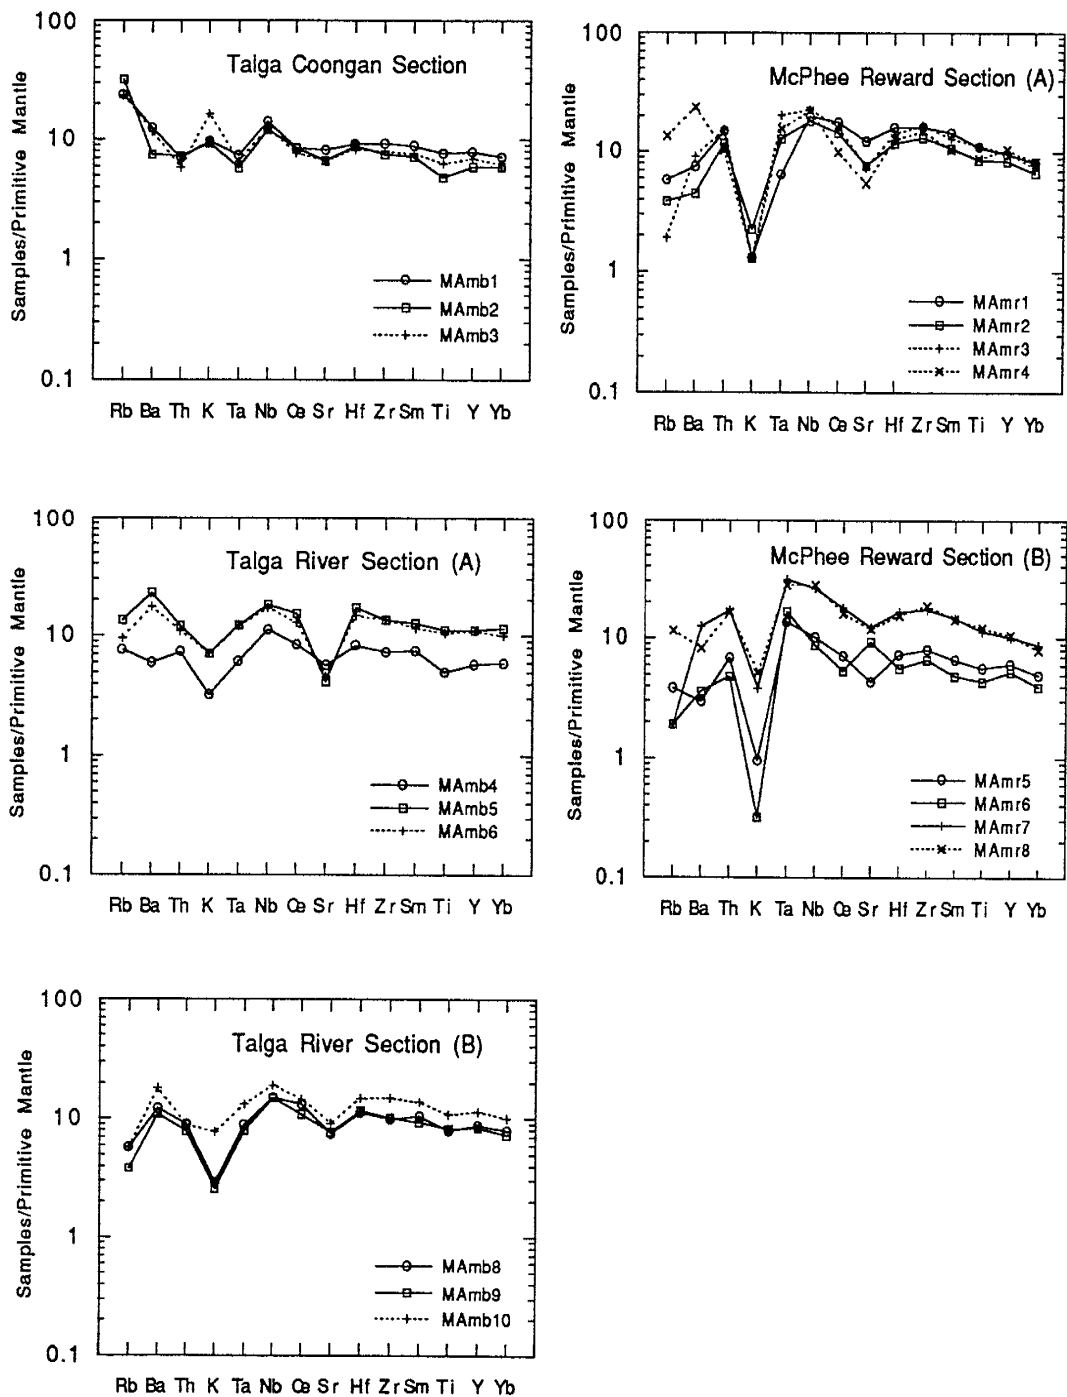 Talga Coongan Section
Samples/Primitive Mantle
100
10
1
0.1
MAmb1
MAmb2
MAmb3
Rb Ba Th K Ta Nb Ce Sr Hf Zr Sm Ti Y Yb
McPhee Reward Section (A)
Samples/Primitive Mantle
100
10
1
0.1
MAmr1
MAmr2
MAmr3
MAmr4
Rb Ba Th K Ta Nb Ce Sr Hf Zr Sm Ti Y Yb
Talga River Section (A)
Samples/Primitive Mantle
100
10
1
0.1
MAmb4
MAmb5
MAmb6
Rb Ba Th K Ta Nb Ce Sr Hf Zr Sm Ti Y Yb
McPhee Reward Section (B)
Samples/Primitive Mantle
100
10
1
0.1
MAmr5
MAmr6
MAmr7
MAmr8
Rb Ba Th K Ta Nb Ce Sr Hf Zr Sm Ti Y Yb
Talga River Section (B)
Samples/Primitive Mantle
100
10
1
0.1
MAmb8
MAmb9
MAmb10
Rb Ba Th K Ta Nb Ce Sr Hf Zr Sm Ti Y Yb